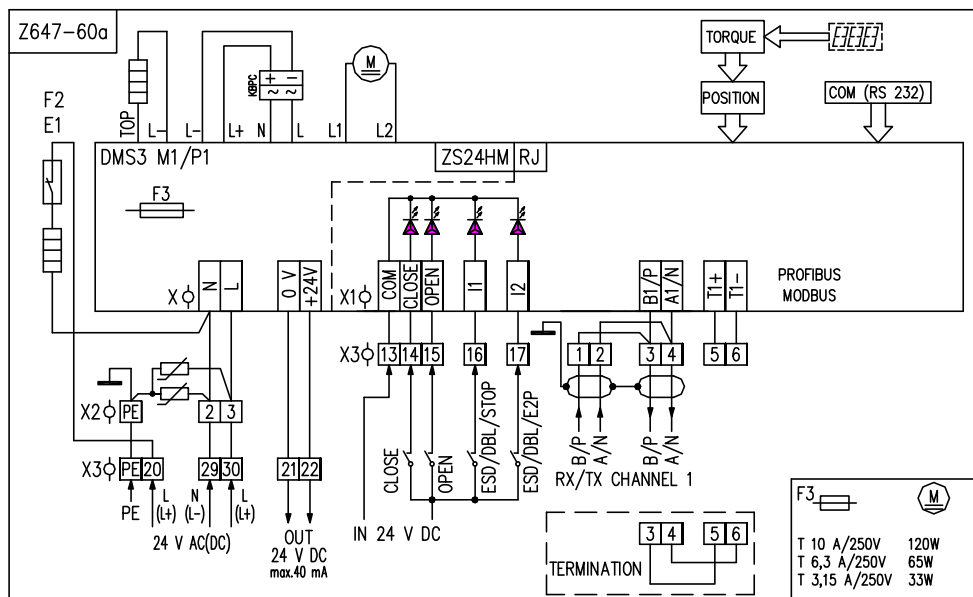 Z647-60a
TORQUE
POSITION
COM (RS 232)
F2
E1
TOP
L-
L-
L+
N
L
L1
L2
KBPC
+ −
~ ~
M
DMS3 M1/P1
ZS24HM
RJ
F3
X
N
L
0 V
+24V
X1
COM
CLOSE
OPEN
I1
I2
B1/P
A1/N
T1+
T1-
PROFIBUS
MODBUS
X3
13
14
15
16
17
1
2
3
4
5
6
X2
PE
2
3
X3
PE
20
29
30
21
22
PE
L
(L+)
N
(L-)
L
(L+)
24 V AC(DC)
OUT
24 V DC
max.40 mA
CLOSE
OPEN
ESD/DBL/STOP
ESD/DBL/E2P
IN 24 V DC
B/P
A/N
B/P
A/N
RX/TX CHANNEL 1
TERMINATION
3
4
5
6
F3
M
T 10 A/250V 120W
T 6,3 A/250V 65W
T 3,15 A/250V 33W